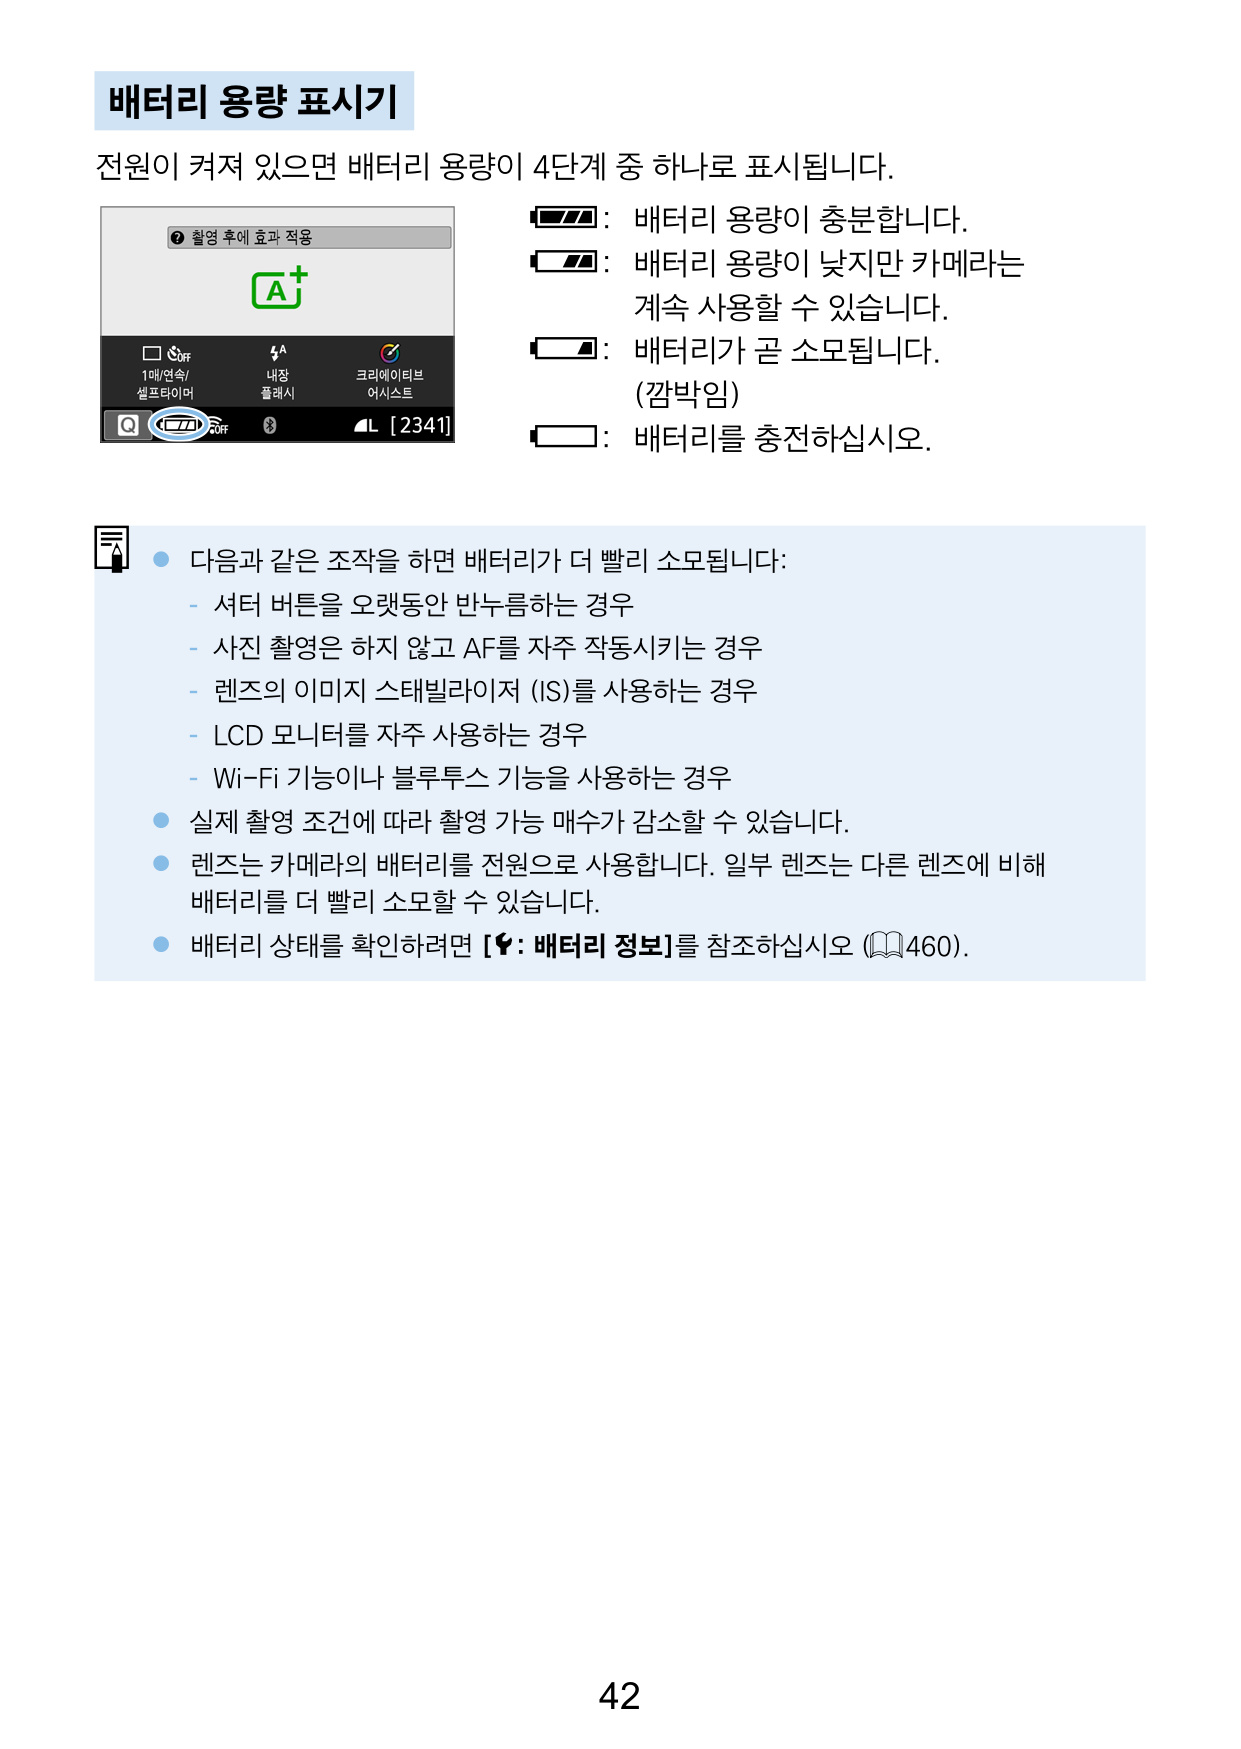 배터리 용량 표시기
전원이 켜져 있으면 배터리 용량이 4단계 중 하나로 표시됩니다.
? 촬영 후에 효과 적용
A+
OFF
A
1매/연속/
셀프타이머
내장
플래시
크리에이티브
어시스트
Q
OFF
L [2341]
: 배터리 용량이 충분합니다.
: 배터리 용량이 낮지만 카메라는
계속 사용할 수 있습니다.
: 배터리가 곧 소모됩니다.
(깜박임)
: 배터리를 충전하십시오.
● 다음과 같은 조작을 하면 배터리가 더 빨리 소모됩니다:
- 셔터 버튼을 오랫동안 반누름하는 경우
- 사진 촬영은 하지 않고 AF를 자주 작동시키는 경우
- 렌즈의 이미지 스태빌라이저 (IS)를 사용하는 경우
- LCD 모니터를 자주 사용하는 경우
- Wi-Fi 기능이나 블루투스 기능을 사용하는 경우
● 실제 촬영 조건에 따라 촬영 가능 매수가 감소할 수 있습니다.
● 렌즈는 카메라의 배터리를 전원으로 사용합니다. 일부 렌즈는 다른 렌즈에 비해
배터리를 더 빨리 소모할 수 있습니다.
● 배터리 상태를 확인하려면 [: 배터리 정보]를 참조하십시오 (460).
42